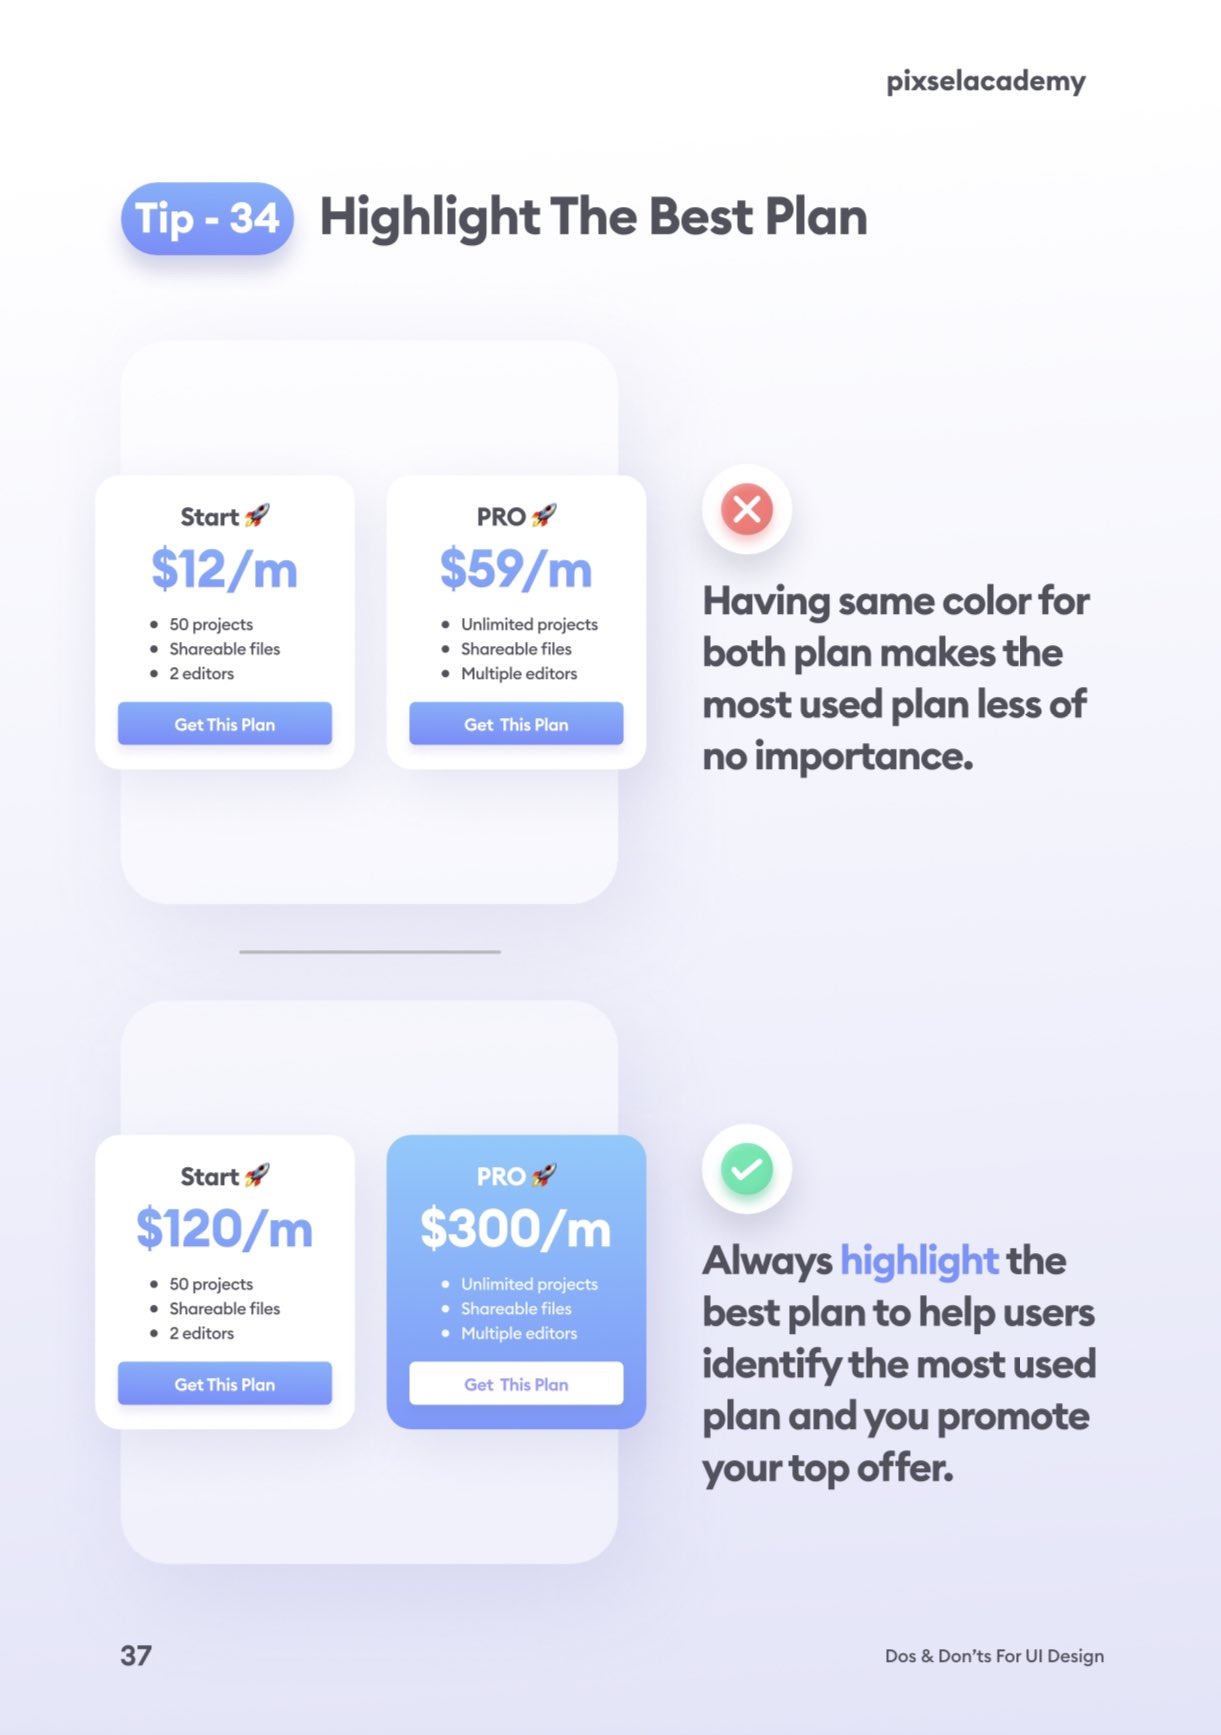 pixselacademy
Tip - 34
Highlight The Best Plan
Start 🚀
$12/m
• 50 projects
• Shareable files
• 2 editors
Get This Plan
PRO 🚀
$59/m
• Unlimited projects
• Shareable files
• Multiple editors
Get This Plan
Having same color for
both plan makes the
most used plan less of
no importance.
Start 🚀
$120/m
• 50 projects
• Shareable files
• 2 editors
Get This Plan
PRO 🚀
$300/m
• Unlimited projects
• Shareable files
• Multiple editors
Get This Plan
Always highlight the
best plan to help users
identify the most used
plan and you promote
your top offer.
37
Dos & Don’ts For UI Design